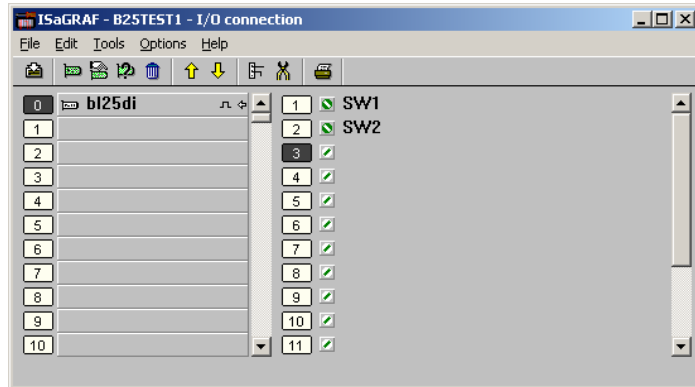 ISaGRAF - B25TEST1 - I/O connection
File Edit Tools Options Help
0 bl25di 1 SW1
1 2 SW2
2 3
3 4
4 5
5 6
6 7
7 8
8 9
9 10
10 11